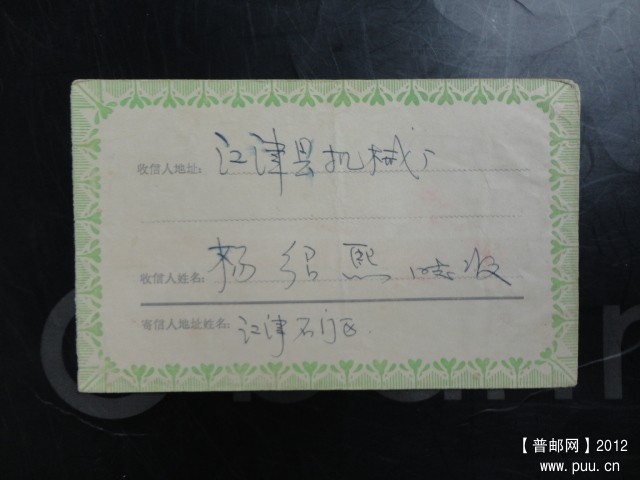 收信人地址：江津县机械厂
收信人姓名：杨绍熙 收
寄信人地址姓名：江津石门区.
【普邮网】2012
www.puu.cn